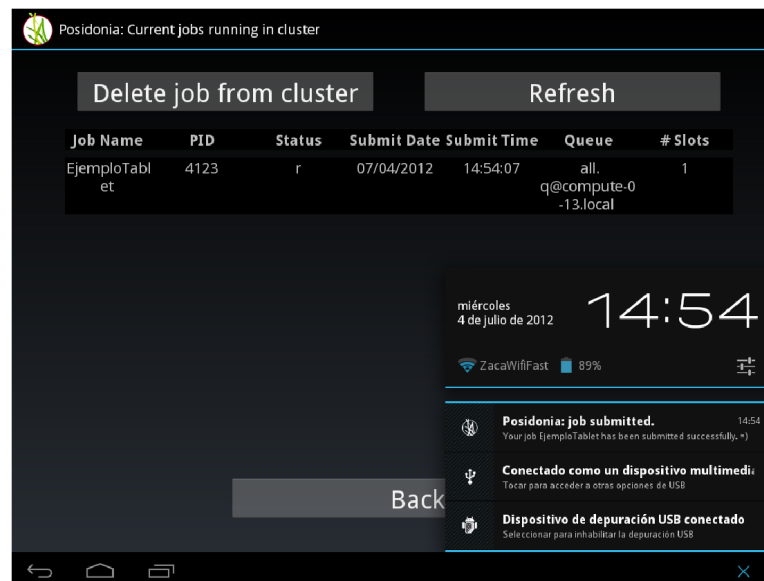 Posidonia: Current jobs running in cluster
Delete job from cluster Refresh
Job Name PID Status Submit Date Submit Time Queue # Slots
EjemploTabl 4123 r 07/04/2012 14:54:07 all. 1
et q@compute-0
-13.local
miércoles
4 de julio de 2012
14:54
ZacaWifiFast 89%
Posidonia: job submitted. 14:54
Your job EjemploTablet has been submitted successfully. =)
Conectado como un dispositivo multimedia
Tocar para acceder a otras opciones de USB
Back
Dispositivo de depuración USB conectado
Seleccionar para inhabilitar la depuración USB